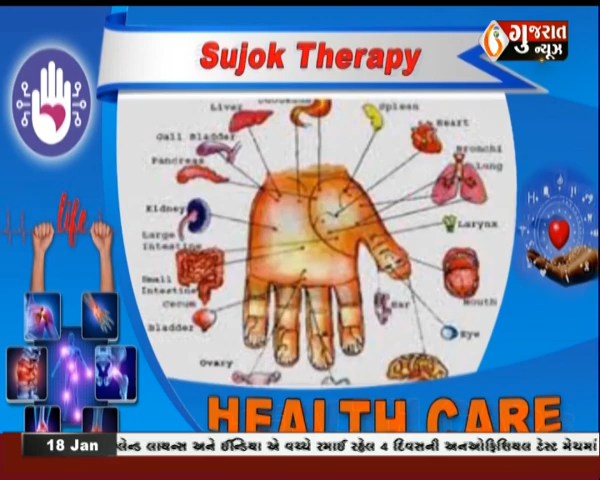 ગુજરાત
ન્યૂઝ
Sujok Therapy
Liver
Spleen
Gall Bladder
Heart
Pancreas
Bronchi
Lung
Kidney
Larynx
Large
Intestine
Small
Intestine
Mouth
Cecum
Ear
Bladder
Eye
Ovary
life
HEALTH CARE
18 Jan
લેન્ડ લાયન્સ અને ઈન્ડિયા એ વચ્ચે રમાઈ રહેલ 4 દિવસની અનઓફિશિયલ ટેસ્ટ મેચમાં